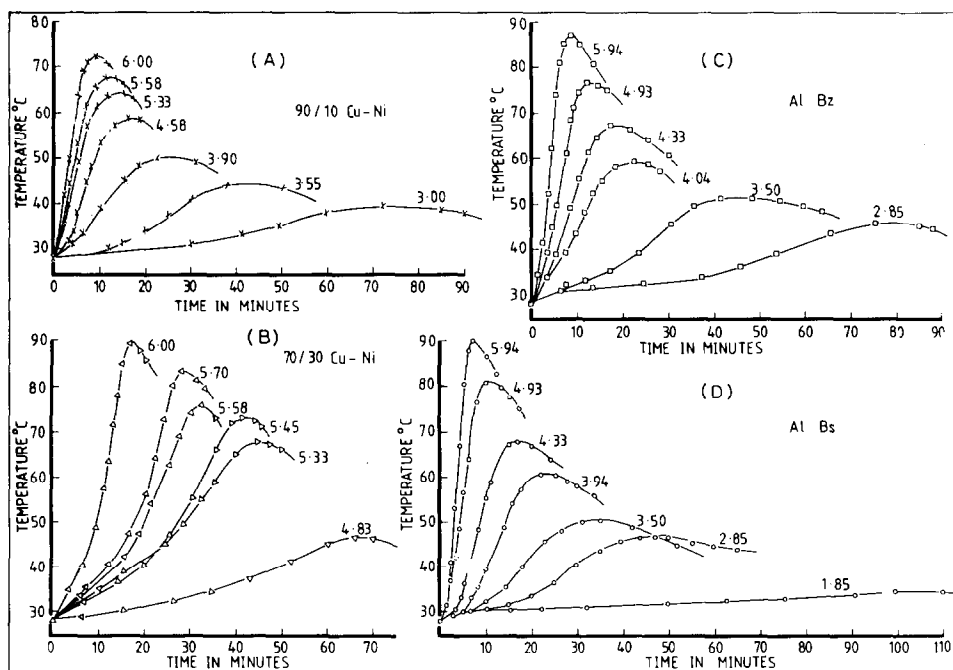 (A)
90/10 Cu-Ni
TEMPERATURE °C
80
70
60
50
40
30
6·00
5·58
5·33
4·58
3·90
3·55
3·00
0 10 20 30 40 50 60 70 80 90
TIME IN MINUTES
(C)
Al Bz
TEMPERATURE °C
90
80
70
60
50
40
30
5·94
4·93
4·33
4·04
3·50
2·85
0 10 20 30 40 50 60 70 80 90
TIME IN MINUTES
(B)
70/30 Cu-Ni
TEMPERATURE °C
90
80
70
60
50
40
30
6·00
5·70
5·58
5·45
5·33
4·83
0 10 20 30 40 50 60 70
TIME IN MINUTES
(D)
Al Bs
TEMPERATURE °C
90
80
70
60
50
40
30
5·94
4·93
4·33
3·94
3·50
2·85
1·85
0 10 20 30 40 50 60 70 80 90 100 110
TIME IN MINUTES